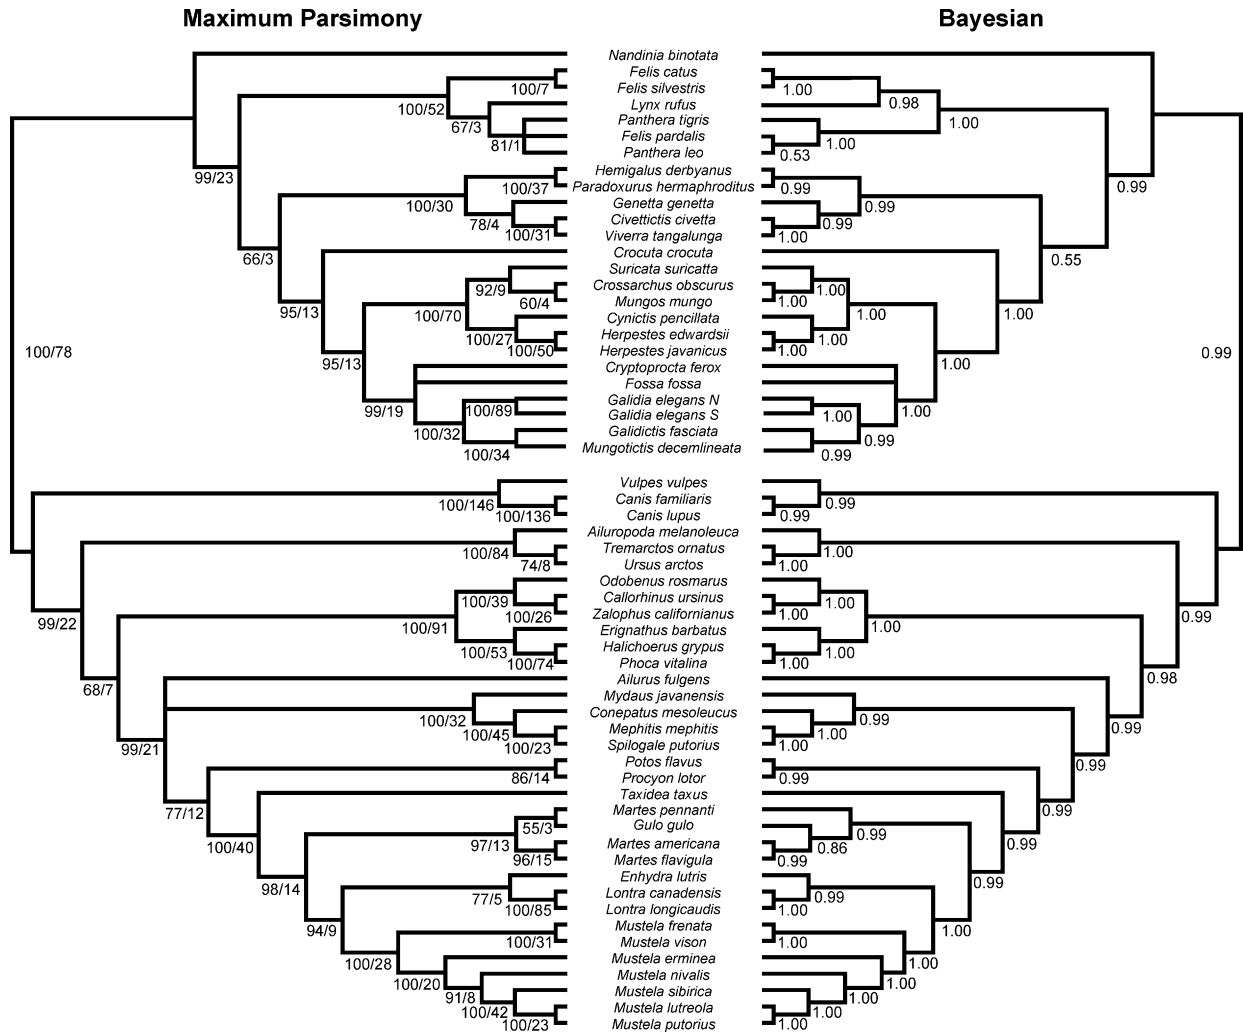 Maximum Parsimony
Bayesian
Nandinia binotata
Felis catus
100/7
1.00
Felis silvestris
100/52
0.98
Lynx rufus
67/3
Panthera tigris
1.00
81/1
Felis pardalis
1.00
Panthera leo
0.53
99/23
Hemigalus derbyanus
100/37
Paradoxurus hermaphroditus
0.99
0.99
100/30
Genetta genetta
0.99
78/4
Civettictis civetta
0.99
100/31
Viverra tangalunga
1.00
66/3
Crocuta crocuta
0.55
Suricata suricatta
92/9
Crossarchus obscurus
1.00
60/4
Mungos mungo
1.00
95/13
100/70
Cynictis pencillata
1.00
1.00
100/27
Herpestes edwardsii
1.00
100/50
Herpestes javanicus
1.00
100/78
0.99
95/13
Cryptoprocta ferox
1.00
Fossa fossa
99/19
Galidia elegans N
100/89
Galidia elegans S
1.00
1.00
100/32
Galidictis fasciata
0.99
100/34
Mungotictis decemlineata
0.99
Vulpes vulpes
100/146
Canis familiaris
0.99
100/136
Canis lupus
0.99
Ailuropoda melanoleuca
100/84
Tremarctos ornatus
1.00
74/8
Ursus arctos
1.00
Odobenus rosmarus
100/39
Callorhinus ursinus
1.00
100/26
Zalophus californianus
1.00
99/22
0.99
100/91
Erignathus barbatus
1.00
100/53
Halichoerus grypus
1.00
100/74
Phoca vitalina
1.00
68/7
Ailurus fulgens
0.98
Mydaus javanensis
100/32
Conepatus mesoleucus
0.99
100/45
Mephitis mephitis
1.00
0.99
100/23
Spilogale putorius
1.00
99/21
Potos flavus
0.99
86/14
Procyon lotor
0.99
Taxidea taxus
77/12
Martes pennanti
0.99
55/3
Gulo gulo
0.99
100/40
97/13
Martes americana
0.86
0.99
96/15
Martes flavigula
0.99
98/14
Enhydra lutris
0.99
77/5
Lontra canadensis
0.99
100/85
Lontra longicaudis
1.00
94/9
Mustela frenata
1.00
100/31
Mustela vison
1.00
100/28
Mustela erminea
1.00
100/20
Mustela nivalis
1.00
91/8
Mustela sibirica
1.00
100/42
Mustela lutreola
1.00
100/23
Mustela putorius
1.00